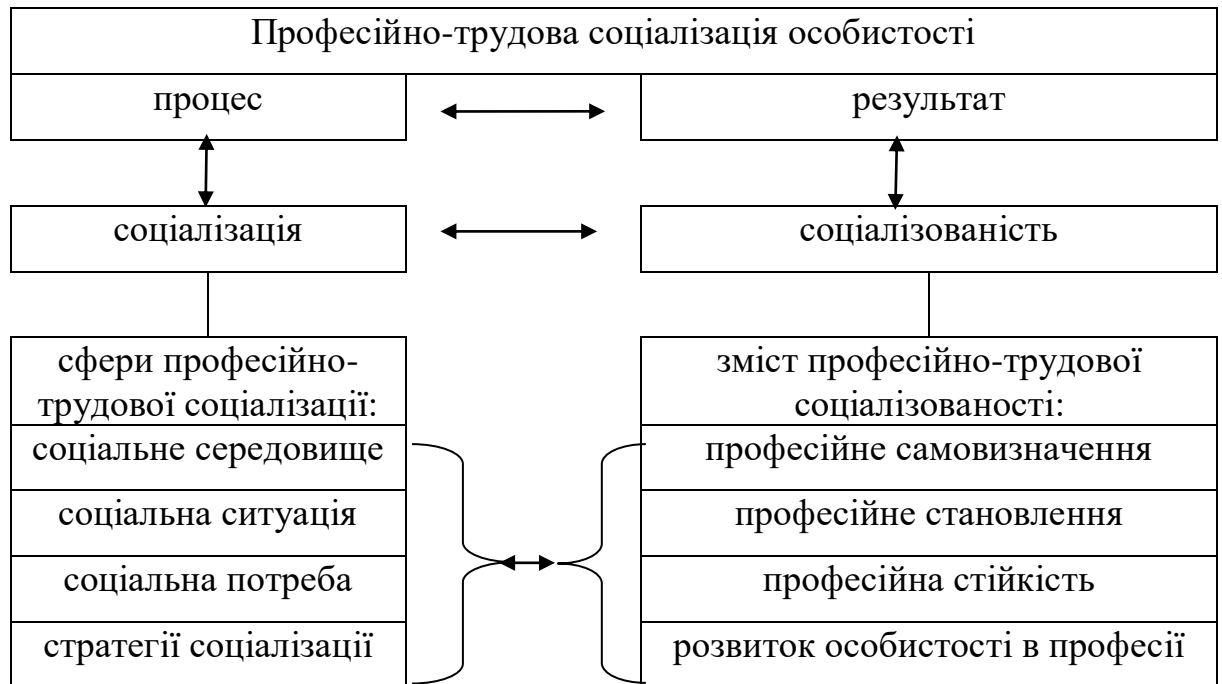 Професійно-трудова соціалізація особистості
процес
результат
соціалізація
соціалізованість
сфери професійно-
трудової соціалізації:
соціальне середовище
соціальна ситуація
соціальна потреба
стратегії соціалізації
зміст професійно-трудової
соціалізованості:
професійне самовизначення
професійне становлення
професійна стійкість
розвиток особистості в професії